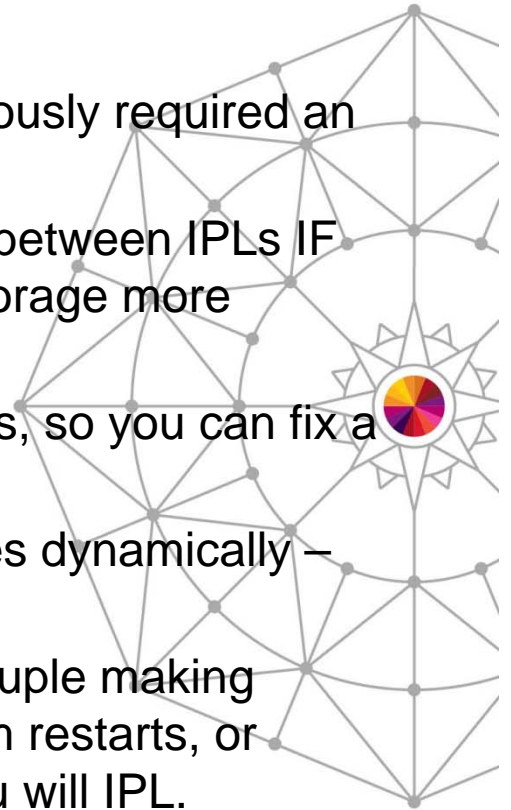 ously required an
between IPLs IF
orage more
s, so you can fix a
es dynamically –
uple making
n restarts, or
u will IPL.